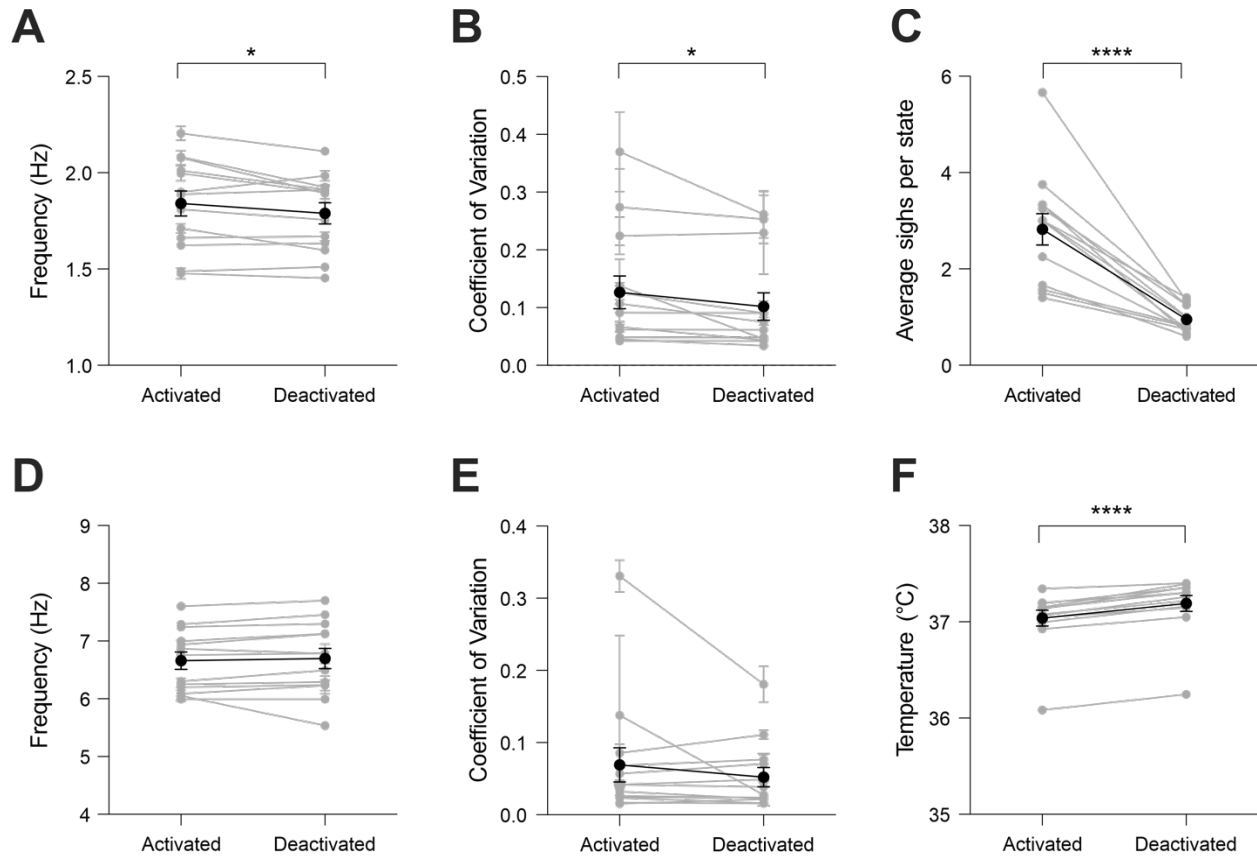 A
*
2.5
2.0
1.5
1.0
Frequency (Hz)
Activated Deactivated
B
*
0.5
0.4
0.3
0.2
0.1
0.0
Coefficient of Variation
Activated Deactivated
C
****
6
4
2
0
Average sighs per state
Activated Deactivated
D
9
8
7
6
5
4
Frequency (Hz)
Activated Deactivated
E
0.4
0.3
0.2
0.1
0.0
Coefficient of Variation
Activated Deactivated
F
****
38
37
36
35
Temperature (°C)
Activated Deactivated